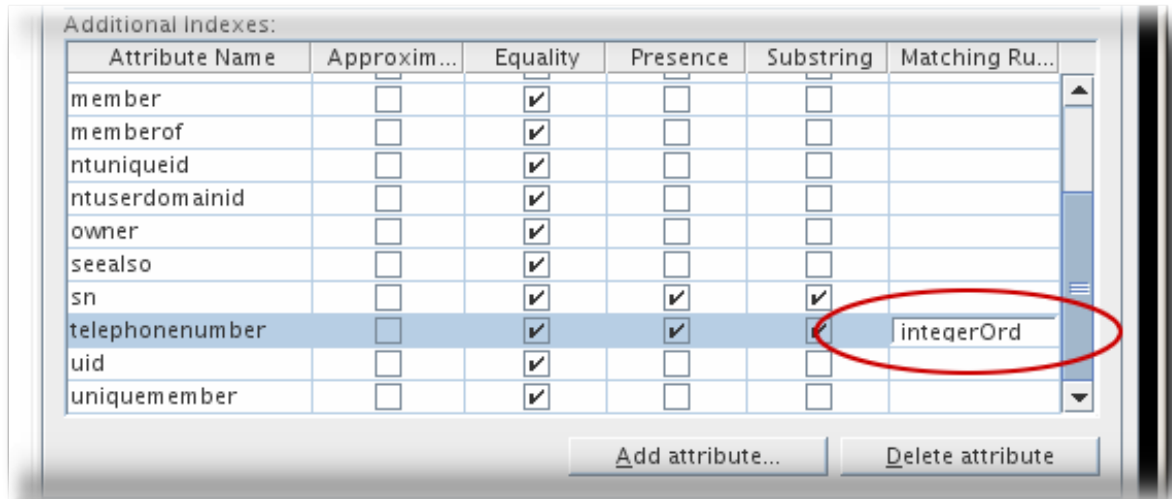 Additional Indexes:
Attribute Name Approxim... Equality Presence Substring Matching Ru...
member
memberof
ntuniqueid
ntuserdomainid
owner
seealso
sn
telephonenumber integerOrd
uid
uniquemember
Add attribute... Delete attribute